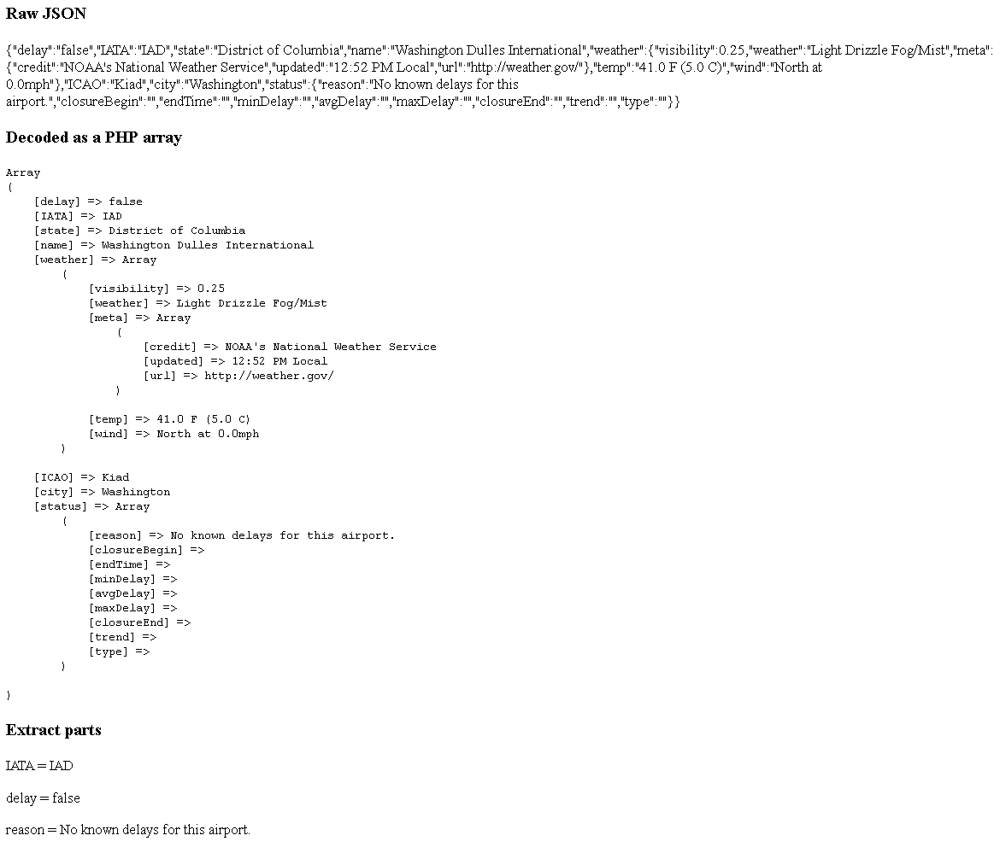 Raw JSON
{"delay":"false","IATA":"IAD","state":"District of Columbia","name":"Washington Dulles International","weather":{"visibility":0.25,"weather":"Light Drizzle Fog/Mist","meta":
{"credit":"NOAA's National Weather Service","updated":"12:52 PM Local","url":"http://weather.gov/"},"temp":"41.0 F (5.0 C)","wind":"North at
0.0mph"},"ICAO":"Kiad","city":"Washington","status":{"reason":"No known delays for this
airport.","closureBegin":"","endTime":"","minDelay":"","avgDelay":"","maxDelay":"","closureEnd":"","trend":"","type":""}}
Decoded as a PHP array
Array
(
    [delay] => false
    [IATA] => IAD
    [state] => District of Columbia
    [name] => Washington Dulles International
    [weather] => Array
        (
            [visibility] => 0.25
            [weather] => Light Drizzle Fog/Mist
            [meta] => Array
                (
                    [credit] => NOAA's National Weather Service
                    [updated] => 12:52 PM Local
                    [url] => http://weather.gov/
                )
            [temp] => 41.0 F (5.0 C)
            [wind] => North at 0.0mph
        )
    [ICAO] => Kiad
    [city] => Washington
    [status] => Array
        (
            [reason] => No known delays for this airport.
            [closureBegin] =>
            [endTime] =>
            [minDelay] =>
            [avgDelay] =>
            [maxDelay] =>
            [closureEnd] =>
            [trend] =>
            [type] =>
        )
)
Extract parts
IATA = IAD
delay = false
reason = No known delays for this airport.